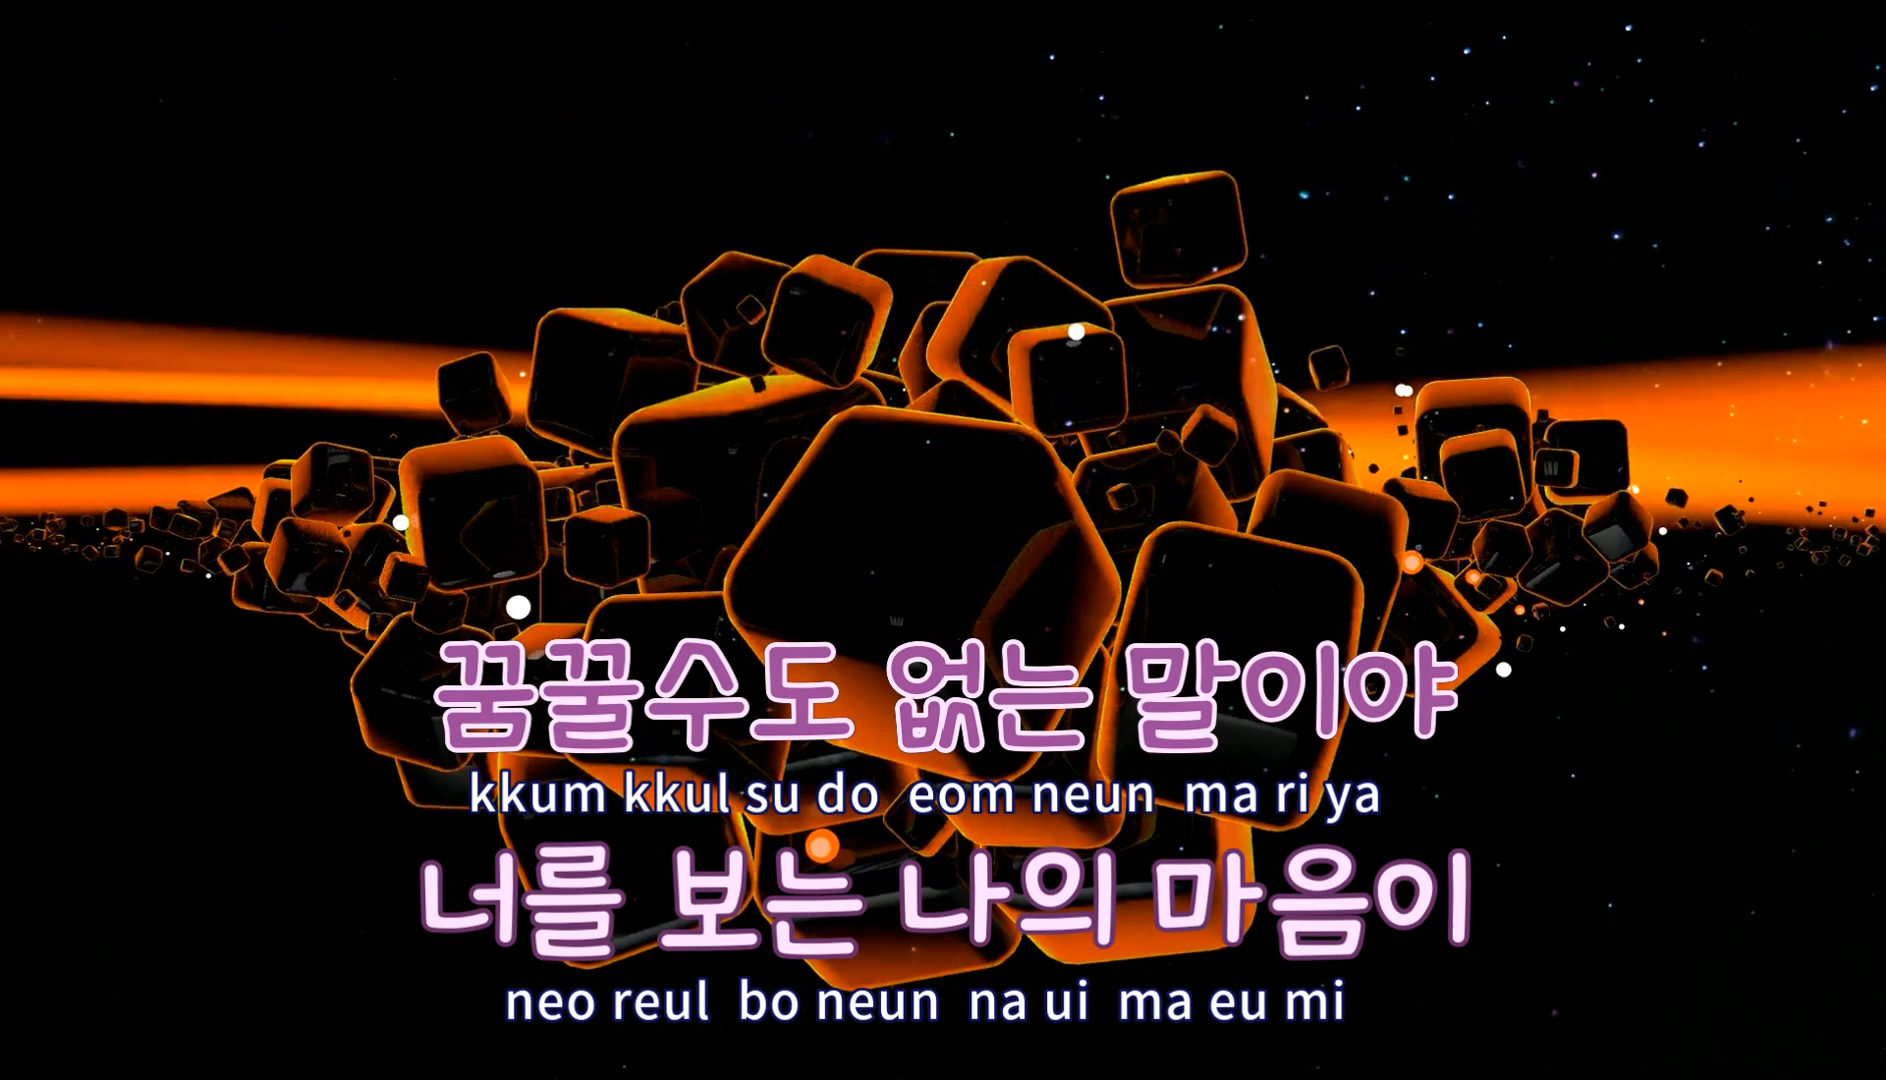 꿈꿀수도 없는 말이야
kkum kkul su do eom neun ma ri ya
너를 보는 나의 마음이
neo reul bo neun na ui ma eu mi